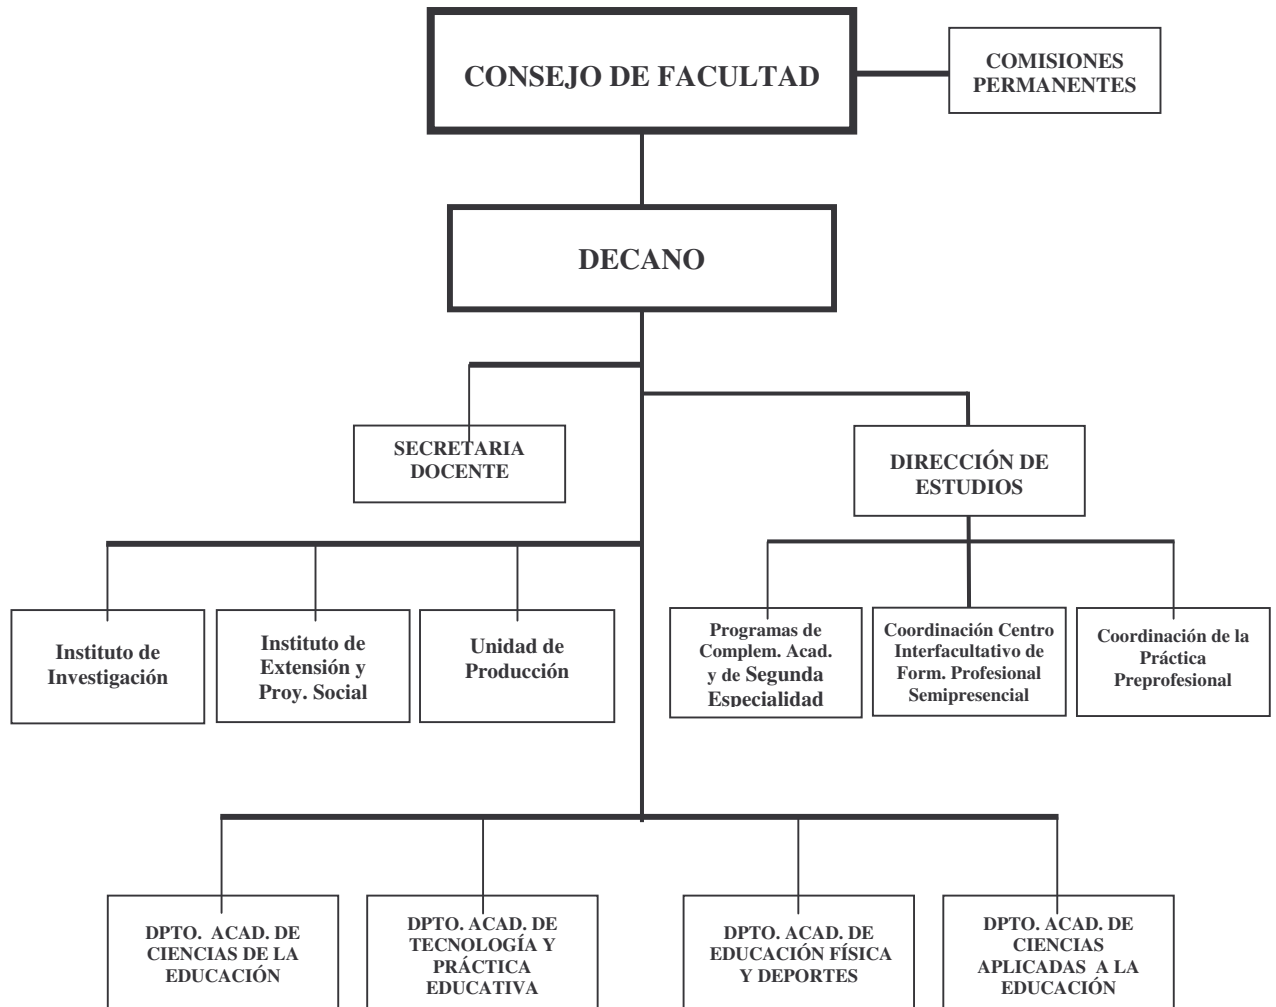 CONSEJO DE FACULTAD
COMISIONES
PERMANENTES
DECANO
SECRETARIA
DOCENTE
DIRECCIÓN DE
ESTUDIOS
Instituto de
Investigación
Instituto de
Extensión y
Proy. Social
Unidad de
Producción
Programas de
Complem. Acad.
y de Segunda
Especialidad
Coordinación Centro
Interfacultativo de
Form. Profesional
Semipresencial
Coordinación de la
Práctica
Preprofesional
DPTO. ACAD. DE
CIENCIAS DE LA
EDUCACIÓN
DPTO. ACAD. DE
TECNOLOGÍA Y
PRÁCTICA
EDUCATIVA
DPTO. ACAD. DE
EDUCACIÓN FÍSICA
Y DEPORTES
DPTO. ACAD. DE
CIENCIAS
APLICADAS A LA
EDUCACIÓN